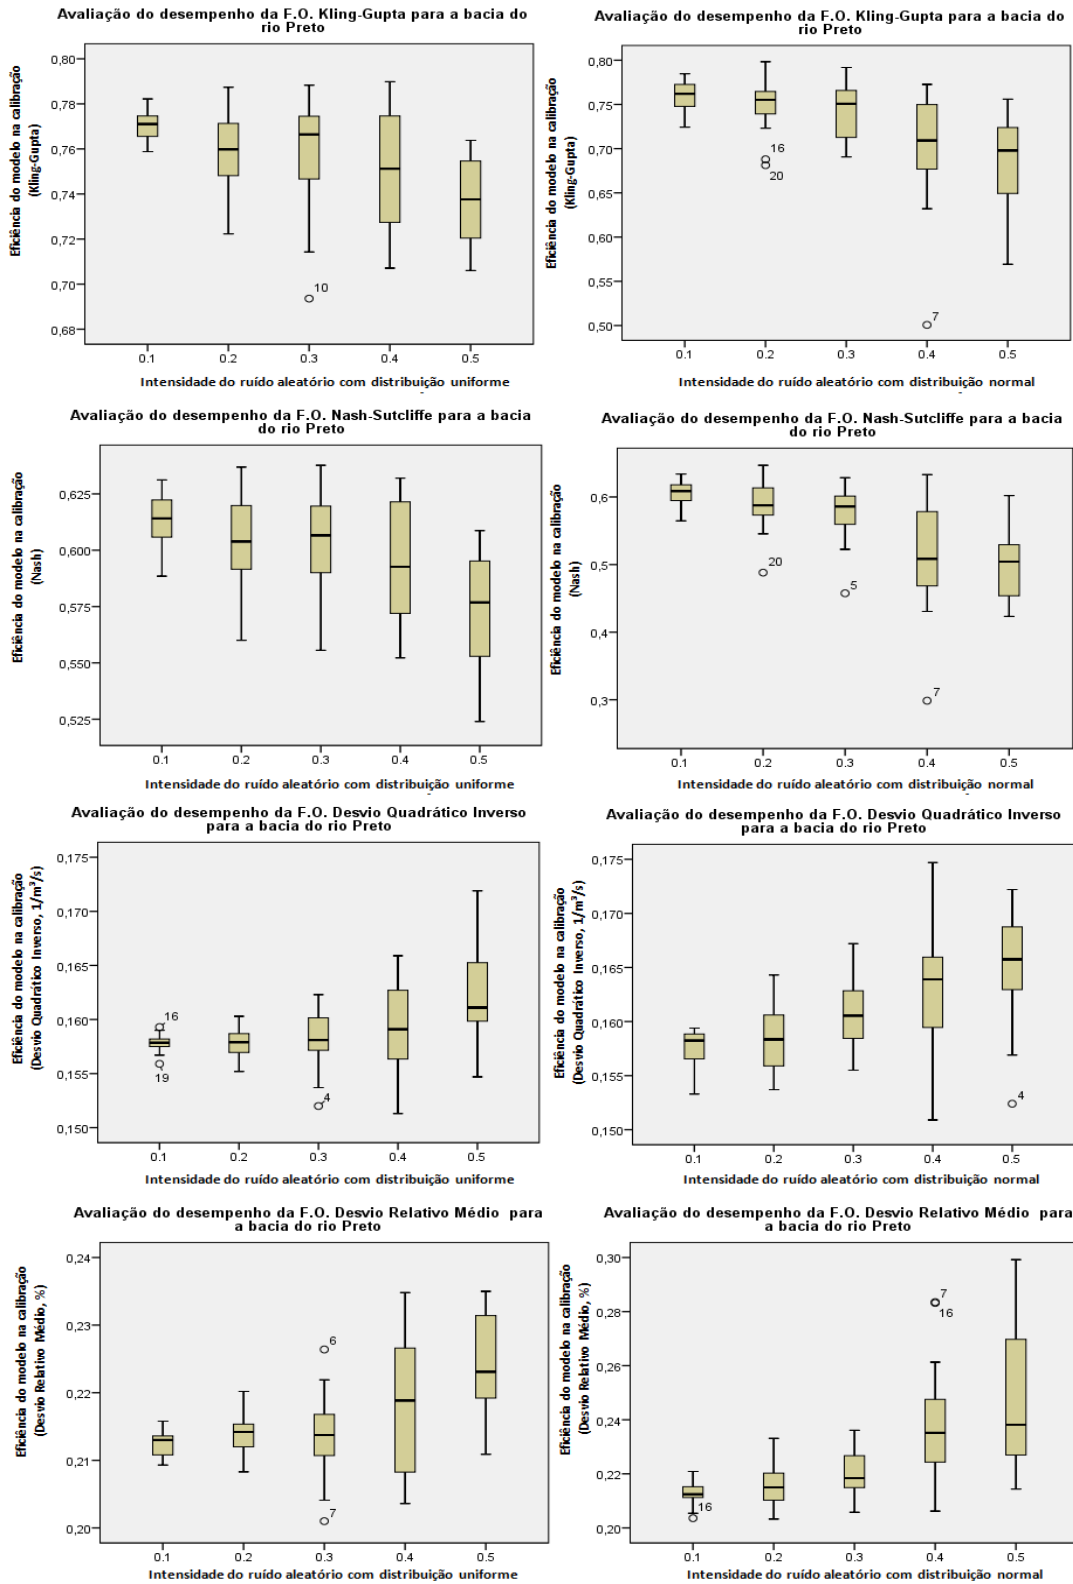 Avaliação do desempenho da F.O. Kling-Gupta para a bacia do
rio Preto
Eficiência do modelo na calibração
(Kling-Gupta)
0,80
0,78
0,76
0,74
0,72
0,70
0,68
10
0.1 0.2 0.3 0.4 0.5
Intensidade do ruído aleatório com distribuição uniforme
Avaliação do desempenho da F.O. Kling-Gupta para a bacia do
rio Preto
Eficiência do modelo na calibração
(Kling-Gupta)
0,80
0,75
0,70
0,65
0,60
0,55
0,50
16
20
7
0.1 0.2 0.3 0.4 0.5
Intensidade do ruído aleatório com distribuição normal
Avaliação do desempenho da F.O. Nash-Sutcliffe para a bacia
do rio Preto
Eficiência do modelo na calibração
(Nash)
0,625
0,600
0,575
0,550
0,525
0.1 0.2 0.3 0.4 0.5
Intensidade do ruído aleatório com distribuição uniforme
Avaliação do desempenho da F.O. Nash-Sutcliffe para a bacia
do rio Preto
Eficiência do modelo na calibração
(Nash)
0,6
0,5
0,4
0,3
20
5
7
0.1 0.2 0.3 0.4 0.5
Intensidade do ruído aleatório com distribuição normal
Avaliação do desempenho da F.O. Desvio Quadrático Inverso
para a bacia do rio Preto
Eficiência do modelo na calibração
(Desvio Quadrático Inverso, 1/m³/s)
0,175
0,170
0,165
0,160
0,155
0,150
16
19
4
0.1 0.2 0.3 0.4 0.5
Intensidade do ruído aleatório com distribuição uniforme
Avaliação do desempenho da F.O. Desvio Quadrático Inverso
para a bacia do rio Preto
Eficiência do modelo na calibração
(Desvio Quadrático Inverso, 1/m³/s)
0,175
0,170
0,165
0,160
0,155
0,150
4
0.1 0.2 0.3 0.4 0.5
Intensidade do ruído aleatório com distribuição normal
Avaliação do desempenho da F.O. Desvio Relativo Médio para
a bacia do rio Preto
Eficiência do modelo na calibração
(Desvio Relativo Médio, %)
0,24
0,23
0,22
0,21
0,20
6
7
0.1 0.2 0.3 0.4 0.5
Intensidade do ruído aleatório com distribuição uniforme
Avaliação do desempenho da F.O. Desvio Relativo Médio para
a bacia do rio Preto
Eficiência do modelo na calibração
(Desvio Relativo Médio, %)
0,30
0,28
0,26
0,24
0,22
0,20
7
16
16
0.1 0.2 0.3 0.4 0.5
Intensidade do ruído aleatório com distribuição normal